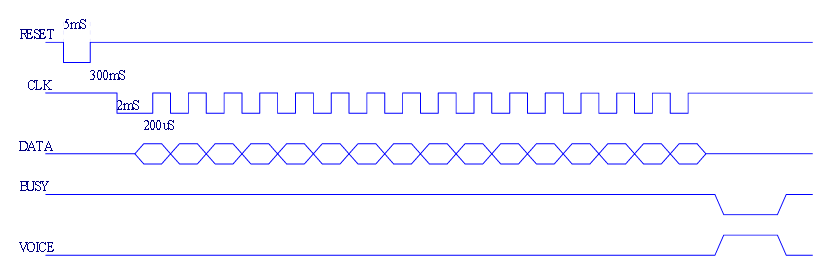 5mS
RESET
300mS
CLK
2mS
200uS
DATA
BUSY
VOICE